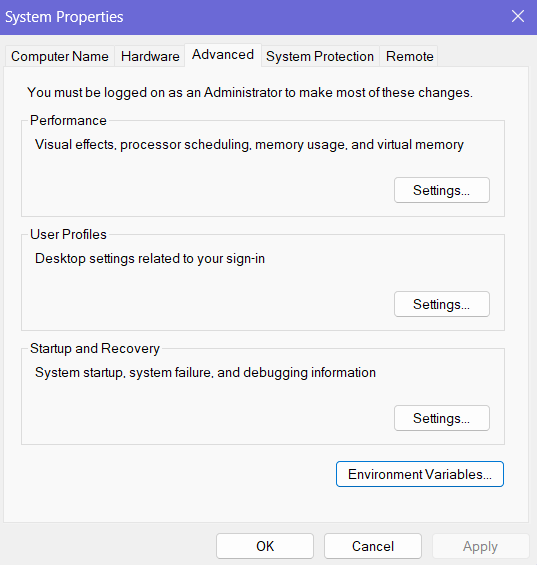 System Properties
Computer Name
Hardware
Advanced
System Protection
Remote
You must be logged on as an Administrator to make most of these changes.
Performance
Visual effects, processor scheduling, memory usage, and virtual memory
Settings...
User Profiles
Desktop settings related to your sign-in
Settings...
Startup and Recovery
System startup, system failure, and debugging information
Settings...
Environment Variables...
OK
Cancel
Apply